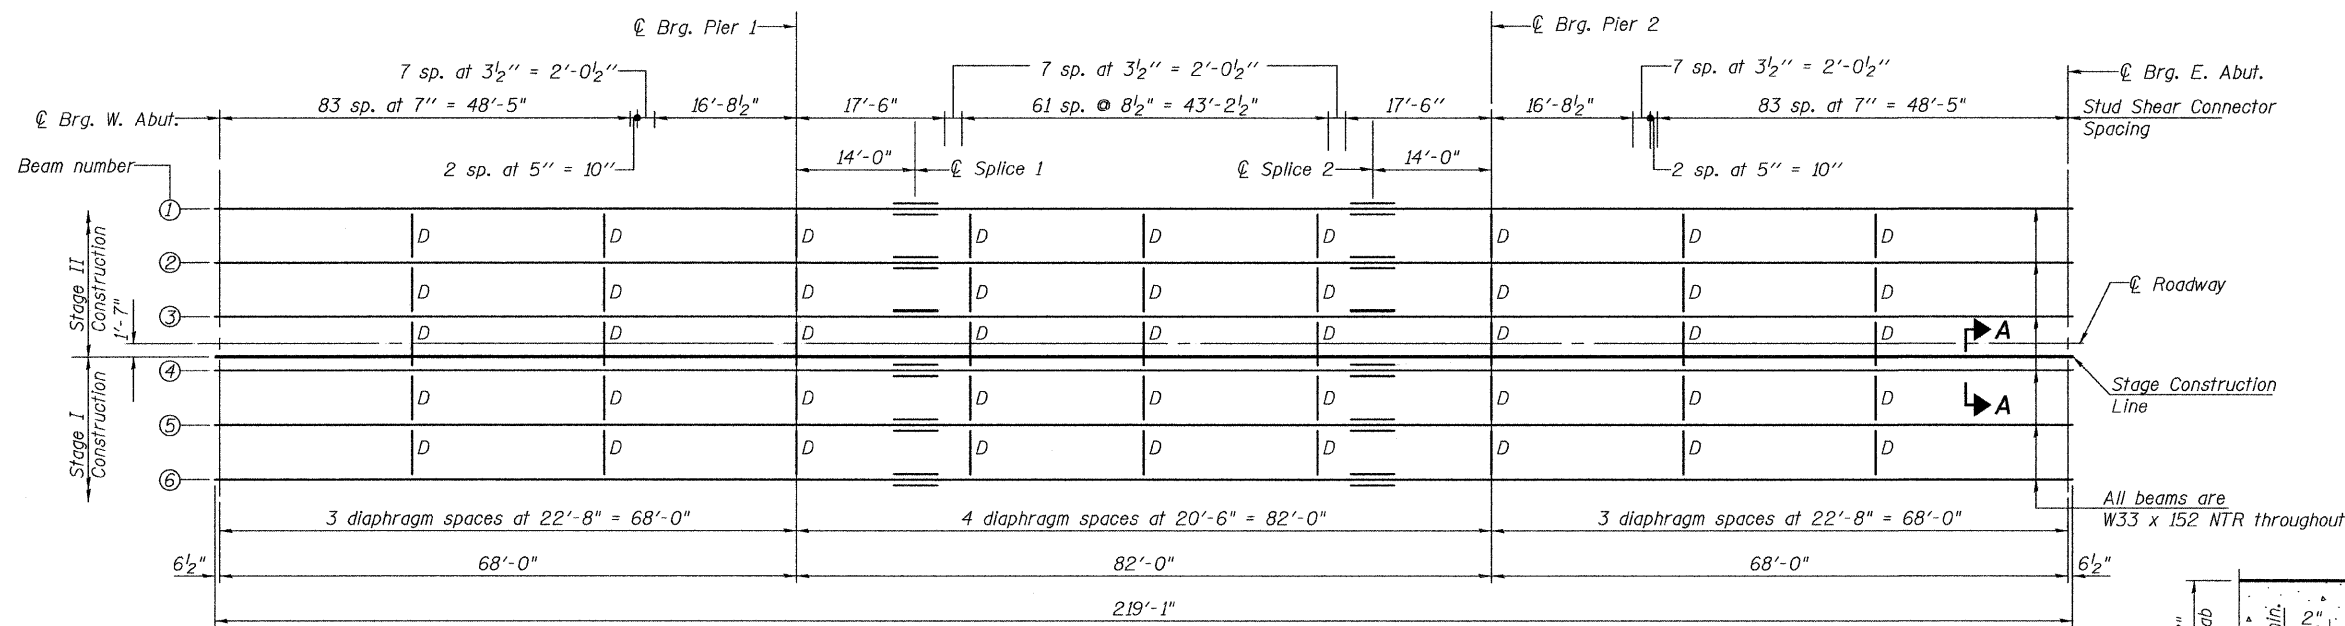 ℄ Brg. Pier 1
℄ Brg. Pier 2
7 sp. at 3½" = 2'-0½"
7 sp. at 3½" = 2'-0½"
7 sp. at 3½" = 2'-0½"
℄ Brg. E. Abut.
℄ Brg. W. Abut.
83 sp. at 7" = 48'-5"
16'-8½"
17'-6"
61 sp. @ 8½" = 43'-2½"
17'-6"
16'-8½"
83 sp. at 7" = 48'-5"
Stud Shear Connector
Spacing
Beam number
2 sp. at 5" = 10"
14'-0"
℄ Splice 1
℄ Splice 2
14'-0"
2 sp. at 5" = 10"
1
D D D D D D D D D
2
D D D D D D D D D
3
D D D D D D D D D
4
D D D D D D D D D
5
D D D D D D D D D
6
Stage II
Construction
1'-7"
Stage I
Construction
℄ Roadway
A
A
Stage Construction
Line
All beams are
W33 x 152 NTR throughout
3 diaphragm spaces at 22'-8" = 68'-0"
4 diaphragm spaces at 20'-6" = 82'-0"
3 diaphragm spaces at 22'-8" = 68'-0"
6½"
68'-0"
82'-0"
68'-0"
6½"
219'-1"
2"